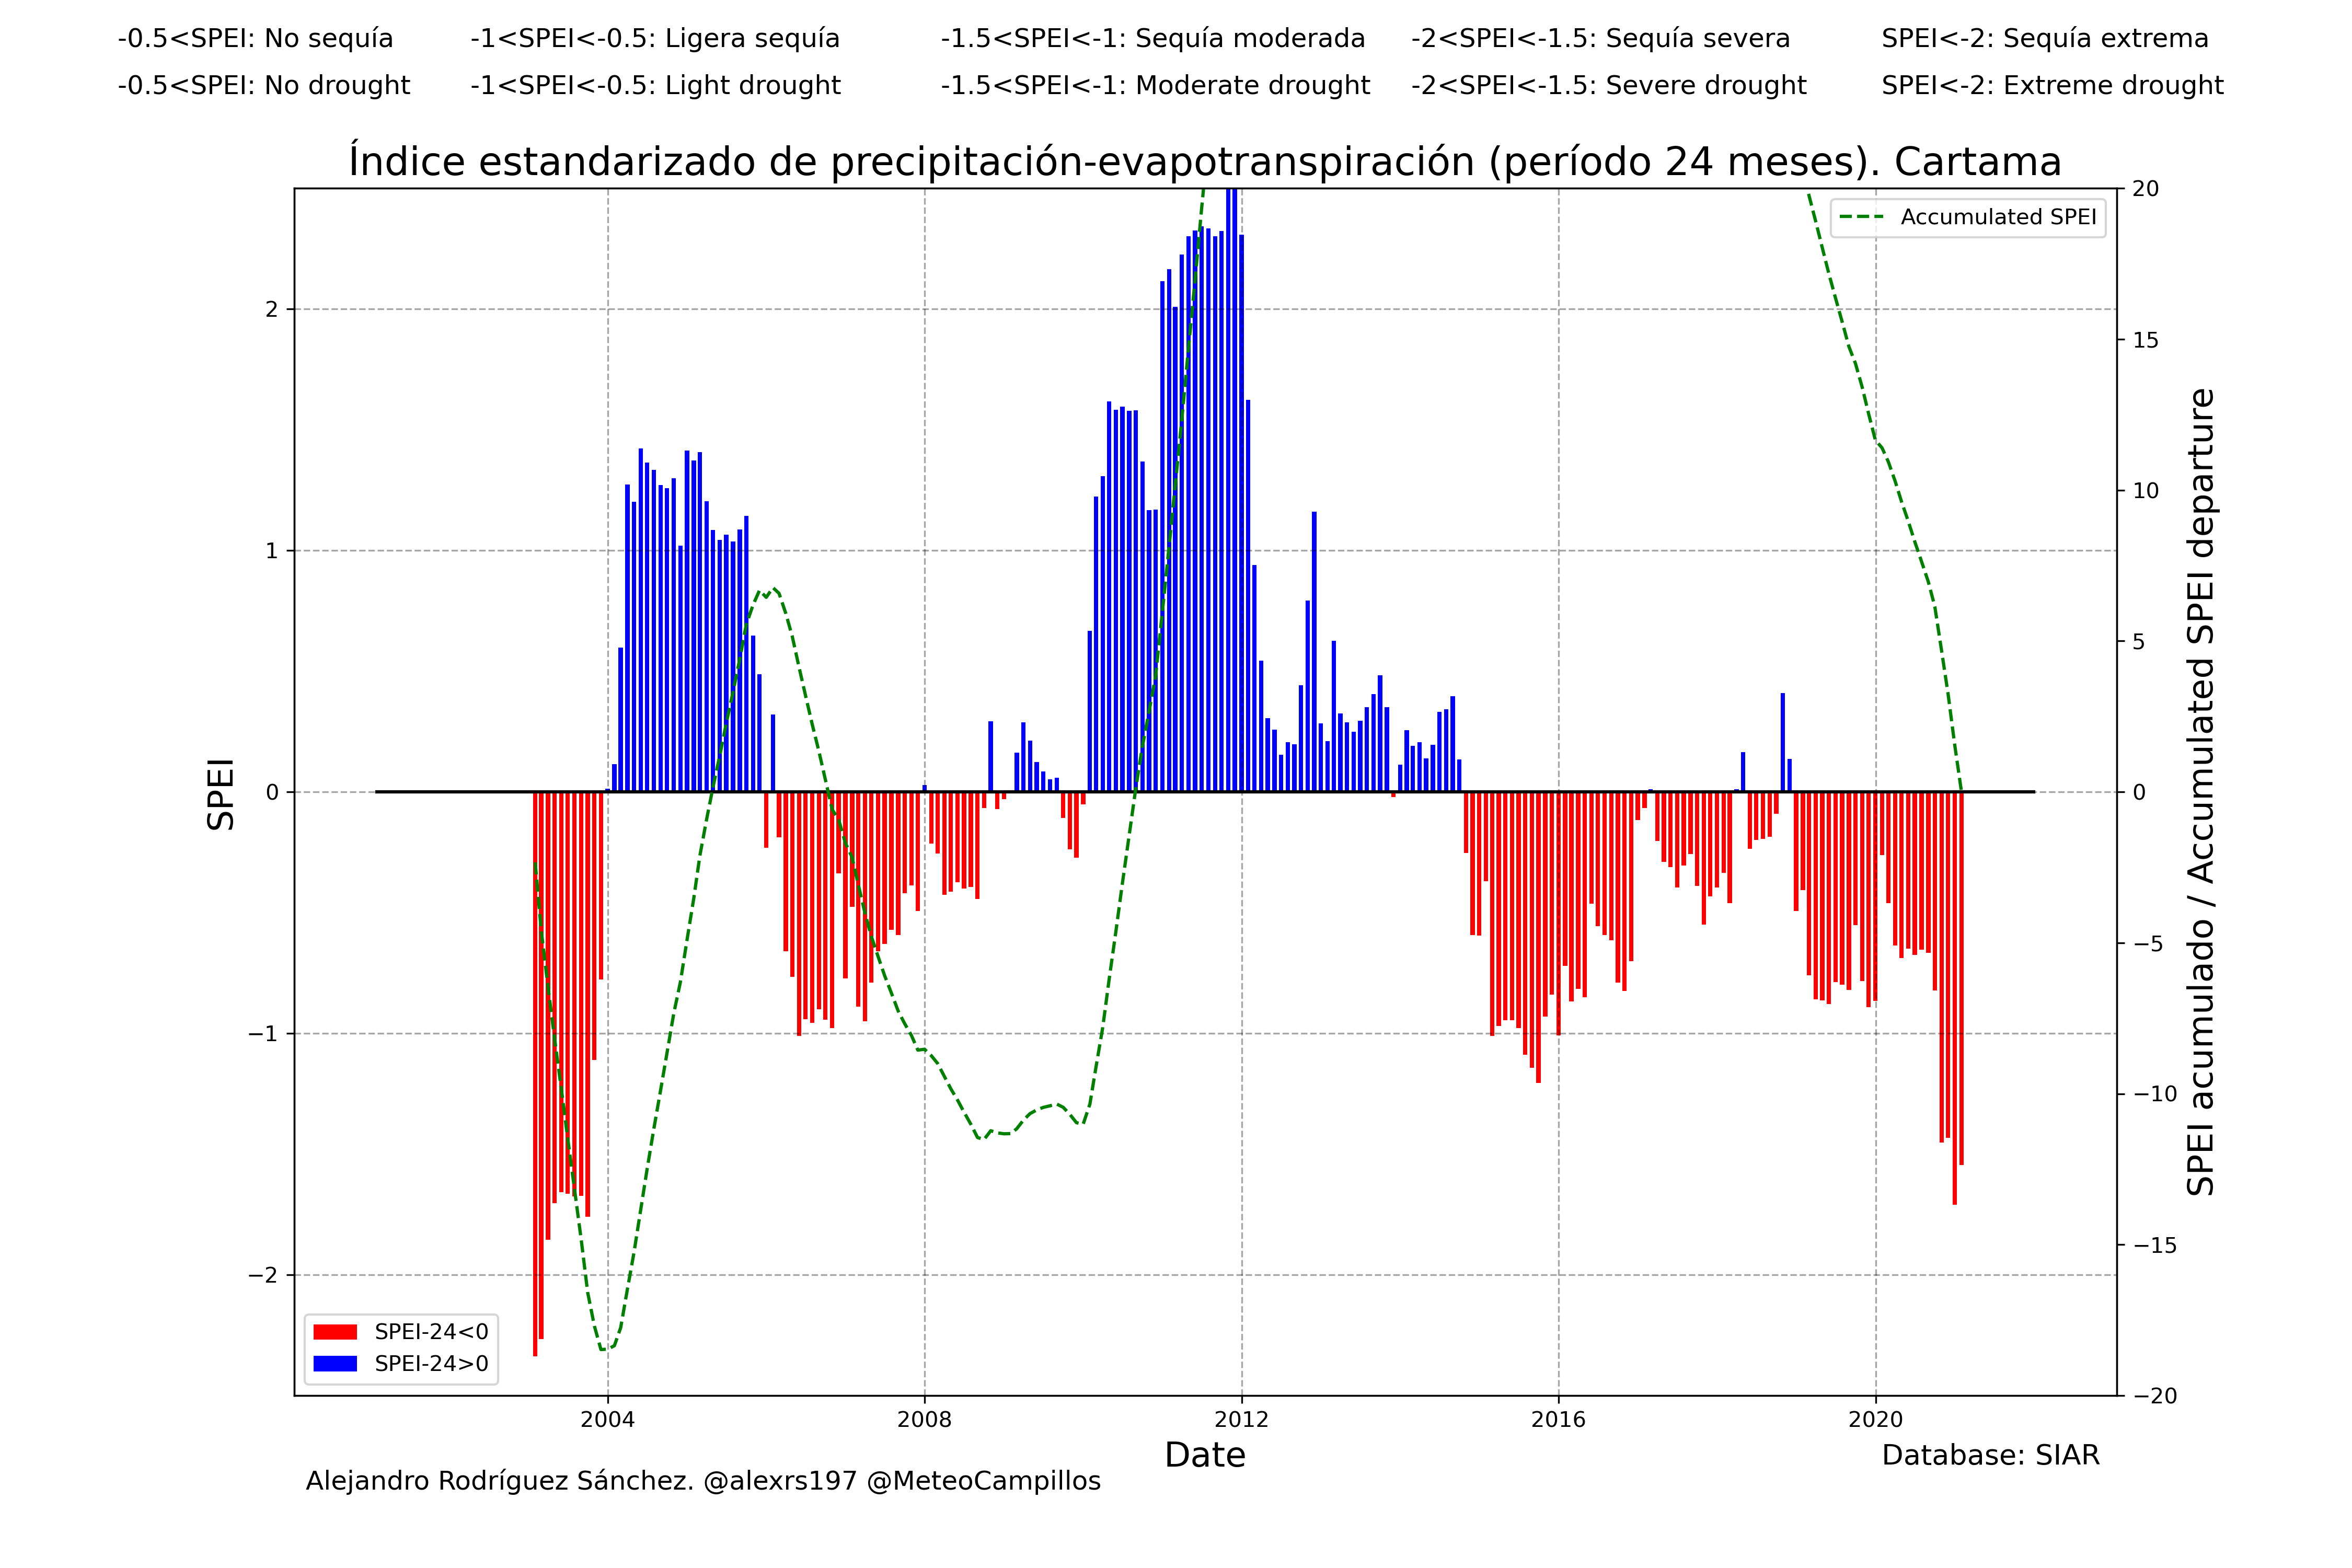 -0.5<SPEI: No sequía -1<SPEI<-0.5: Ligera sequía -1.5<SPEI<-1: Sequía moderada -2<SPEI<-1.5: Sequía severa SPEI<-2: Sequía extrema
-0.5<SPEI: No drought -1<SPEI<-0.5: Light drought -1.5<SPEI<-1: Moderate drought -2<SPEI<-1.5: Severe drought SPEI<-2: Extreme drought
Índice estandarizado de precipitación-evapotranspiración (período 24 meses). Cartama
Accumulated SPEI
SPEI
2
1
0
−1
−2
20
15
10
5
0
−5
−10
−15
−20
SPEI acumulado / Accumulated SPEI departure
SPEI-24<0
SPEI-24>0
2004 2008 2012 2016 2020
Date
Database: SIAR
Alejandro Rodríguez Sánchez. @alexrs197 @MeteoCampillos